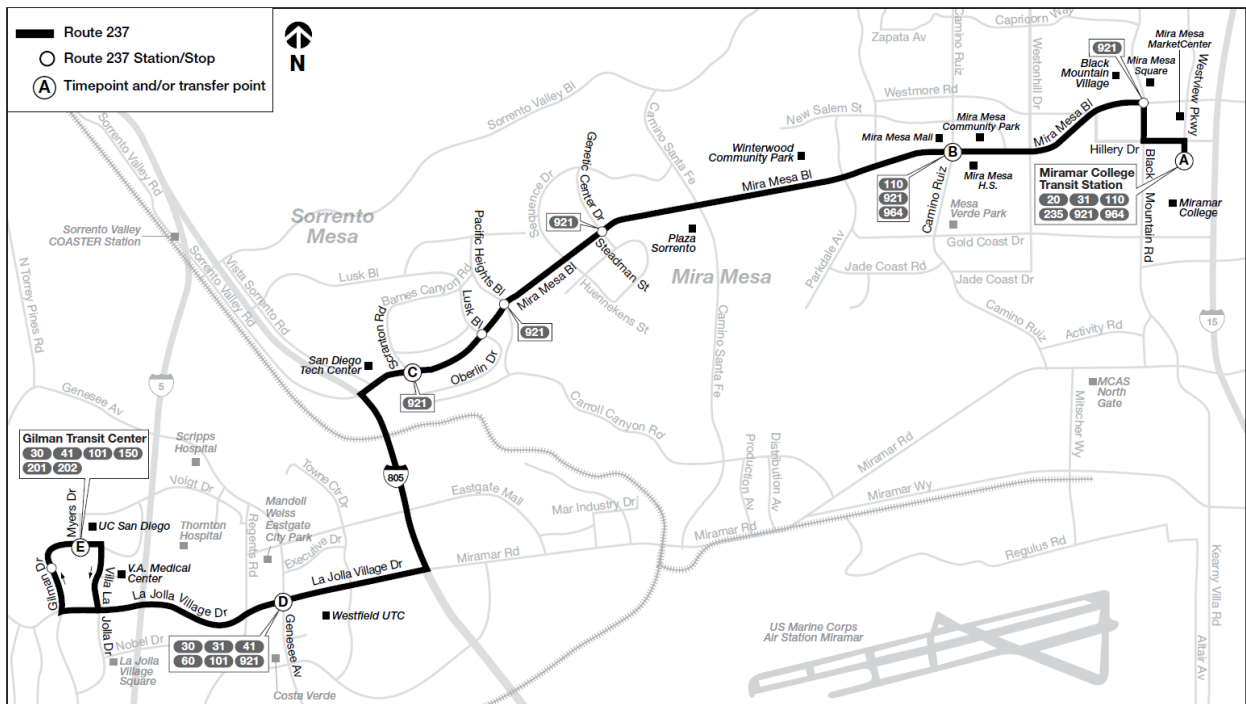 Route 237
Route 237 Station/Stop
A Timepoint and/or transfer point
N
Capricorn Way
Zapata Av
Camino Ruiz
Westonhill Dr
921
Mira Mesa
MarketCenter
Westview Pkwy
Black
Mountain
Village
Mira Mesa
Square
Sorrento Valley Bl
Camino Santa Fe
Westmore Rd
New Salem St
Mira Mesa
Community Park
Mira Mesa Mall
Mira Mesa Bl
Hillery Dr
A
Black
Mountain Rd
Miramar College
Transit Station
20 31 110
235 921 964
Miramar
College
Winterwood
Community Park
B
Mira Mesa
H.S.
110
921
964
Camino Ruiz
Mesa
Verde Park
Gold Coast Dr
Mira Mesa Bl
Parkdale Av
Jade Coast Rd
Jade Coast Dr
Camino Ruiz
Activity Rd
15
Sorrento Valley Rd
Sorrento
Mesa
Sorrento Valley
COASTER Station
Sorrento Valley Rd
Vista Sorrento Rd
N Torrey Pines Rd
Sequence Dr
Genetic Center Dr
921
Steadman St
Plaza
Sorrento
Mira Mesa
Huennekens St
Mira Mesa Bl
Pacific Heights Bl
Lusk Bl
Barnes Canyon Rd
Lusk Bl
921
Scranton Rd
San Diego
Tech Center
C
Oberlin Dr
921
Camino Santa Fe
Carroll Canyon Rd
MCAS
North
Gate
Mitscher Wy
Miramar Rd
5
Genesee Av
Gilman Transit Center
30 41 101 150
201 202
Scripps
Hospital
Voigt Dr
805
Towne Ctr Dr
Eastgate Mall
Mar Industry Dr
Production Av
Distribution Av
Miramar Wy
Miramar Rd
Miramar Rd
Regulus Rd
Kearny Villa Rd
Altair Av
Myers Dr
UC San Diego
Thornton
Hospital
Regents Rd
Mandell
Weiss
Eastgate
City Park
Executive Dr
E
Gilman Dr
V.A. Medical
Center
Villa La
Jolla Dr
La Jolla Village Dr
La Jolla Village Dr
D
Westfield UTC
Genesee Av
Nobel Dr
La Jolla
Village
Square
30 31 41
60 101 921
Costa Verde
US Marine Corps
Air Station Miramar